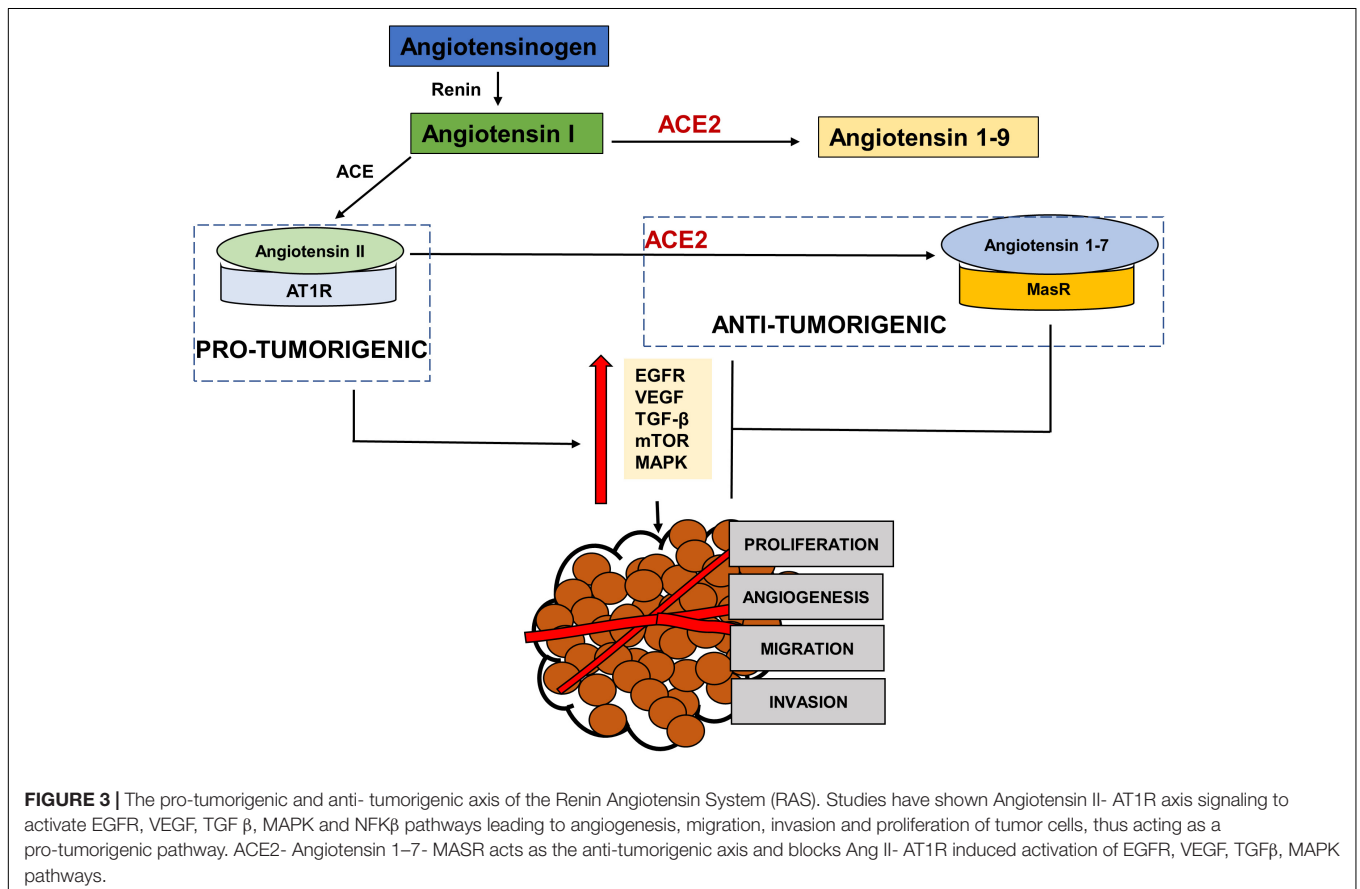 Angiotensinogen
Renin
Angiotensin I
ACE2
Angiotensin 1-9
ACE
Angiotensin II
AT1R
PRO-TUMORIGENIC
ACE2
Angiotensin 1-7
MasR
ANTI-TUMORIGENIC
EGFR
VEGF
TGF-β
mTOR
MAPK
PROLIFERATION
ANGIOGENESIS
MIGRATION
INVASION
FIGURE 3 | The pro-tumorigenic and anti- tumorigenic axis of the Renin Angiotensin System (RAS). Studies have shown Angiotensin II- AT1R axis signaling to
activate EGFR, VEGF, TGF β, MAPK and NFKβ pathways leading to angiogenesis, migration, invasion and proliferation of tumor cells, thus acting as a
pro-tumorigenic pathway. ACE2- Angiotensin 1–7- MASR acts as the anti-tumorigenic axis and blocks Ang II- AT1R induced activation of EGFR, VEGF, TGFβ, MAPK
pathways.